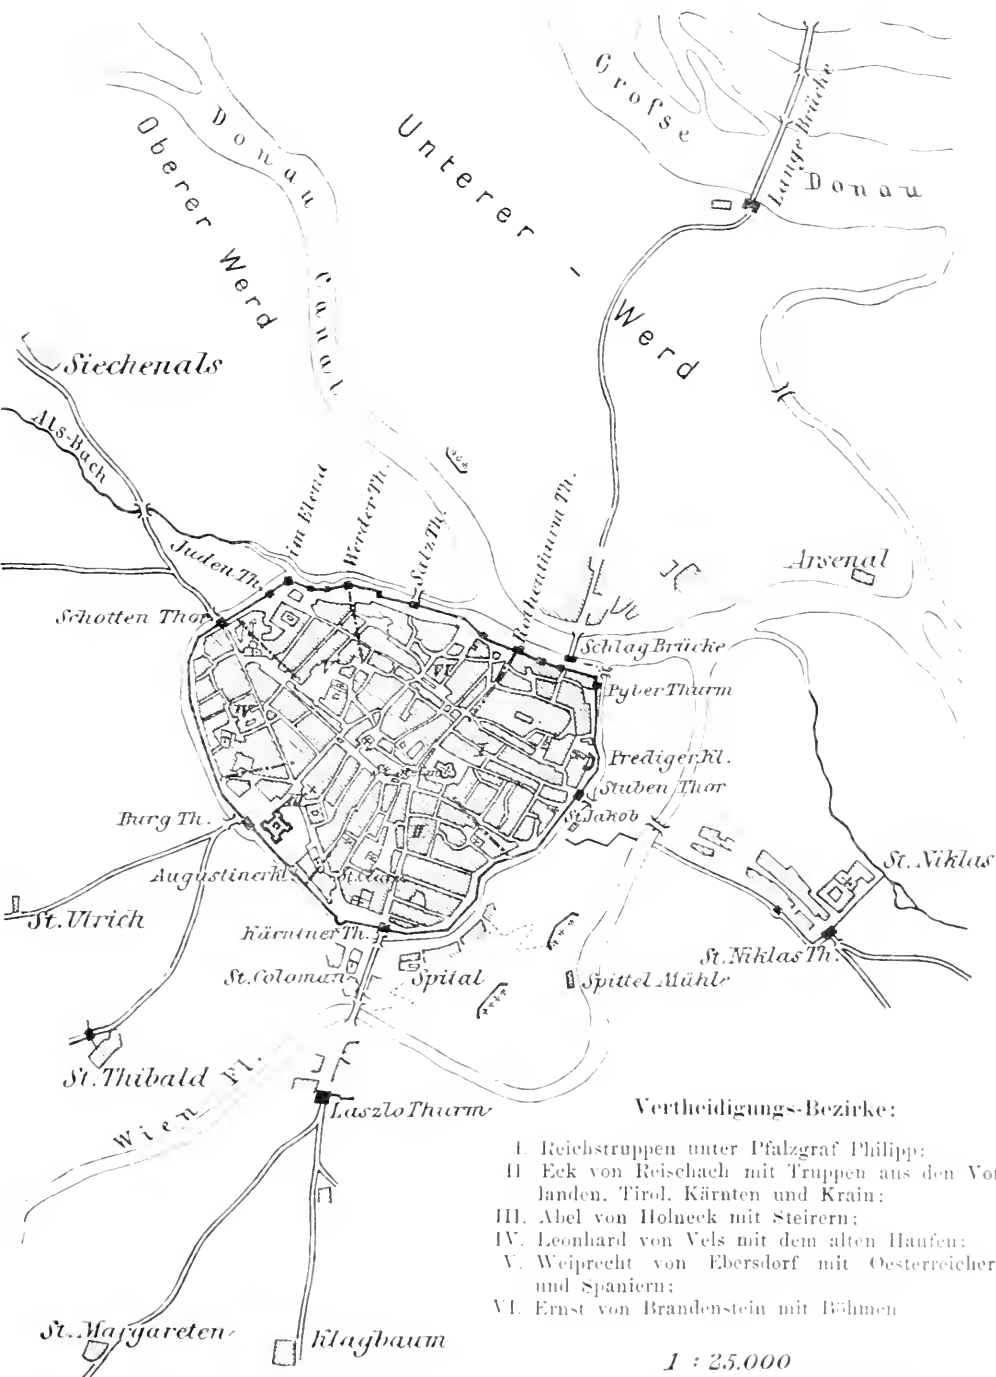 Große
Donau
Lange Brücke
Donau
Canal
Oberer Werd
Unterer - Werd
Siechenals
Als-Bach
im Elend
Werder Th.
Salz Th.
Rothenthurm Th.
Juden Th.
Schotten Thor
Arsenal
Schlag Brücke
Pyber Thurm
Prediger Kl.
Stuben Thor
St. Jakob
IV
VI
I
II
Burg Th.
Augustinerkl.
St. Niklas
St. Ulrich
Kärntner Th.
St. Niklas Th.
St. Coloman
Spital
Spittel Mühle
St. Thibald
Wien Fl.
Laszlo Thurm
Vertheidigungs-Bezirke:
I. Reichstruppen unter Pfalzgraf Philipp;
II Eck von Reischach mit Truppen aus den Vor
landen, Tirol, Kärnten und Krain;
III. Abel von Holneck mit Steirern;
IV. Leonhard von Vels mit dem alten Haufen;
V. Weiprecht von Ebersdorf mit Oesterreicher
und Spaniern;
VI. Ernst von Brandenstein mit Böhmen
St. Margareten
Klagbaum
1 : 25.000